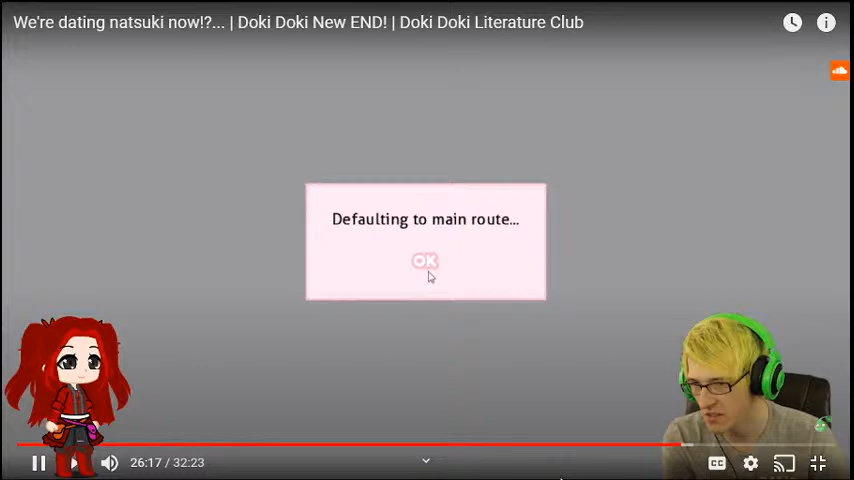 We're dating natsuki now!?... | Doki Doki New END! | Doki Doki Literature Club
Defaulting to main route...
OK
26:17 / 32:23
CC